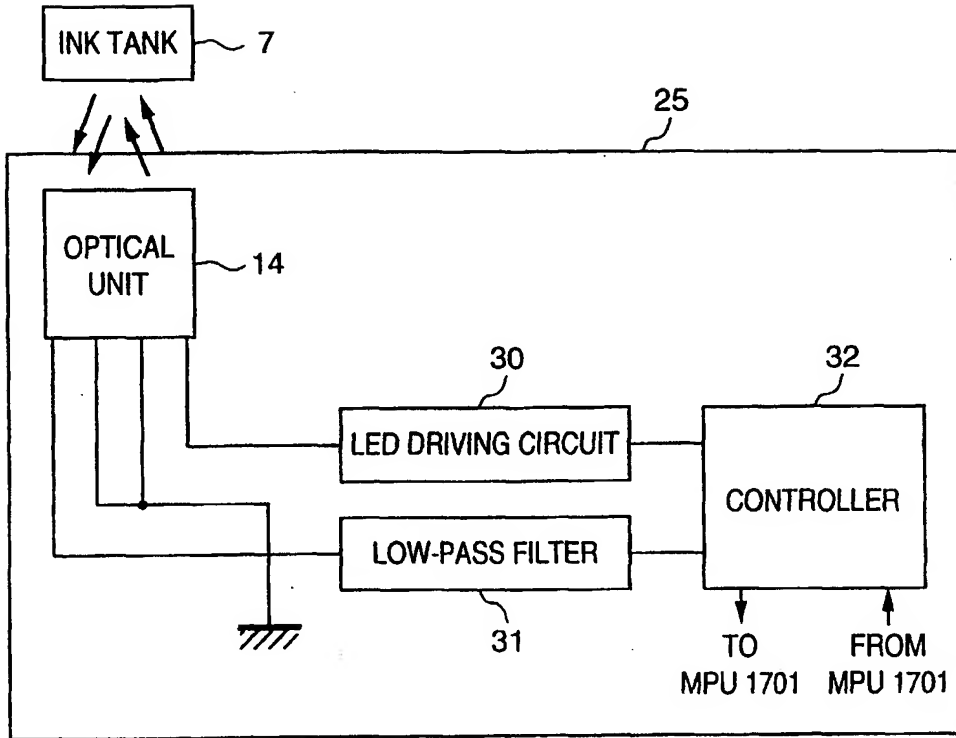 INK TANK
7
25
OPTICAL
UNIT
14
30
32
LED DRIVING CIRCUIT
CONTROLLER
LOW-PASS FILTER
31
TO
MPU 1701
FROM
MPU 1701